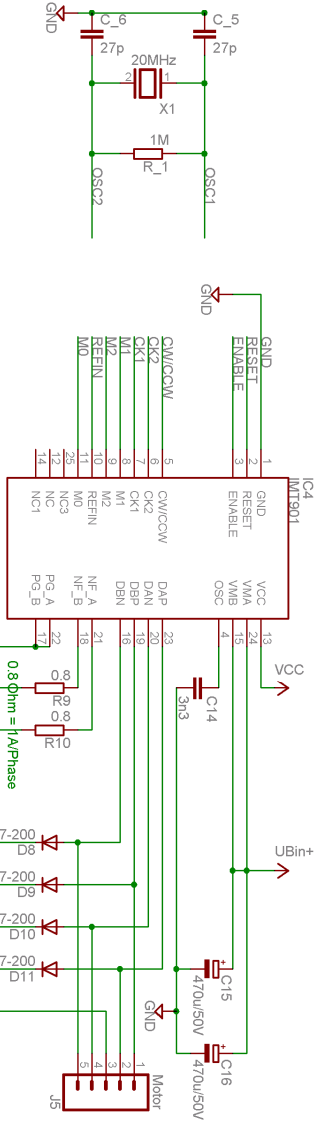 GND
C_6
27p
C_5
27p
20MHz
2
1
X1
1M
R_1
OSC2
OSC1
GND
M0
REFIN
M2
M1
CK1
CK2
CW/CCW
ENABLE
RESET
GND
14
12
25
11
10
9
8
7
6
5
3
2
1
IC4
IMT901
NC1
NC
NC3
M0
REFIN
M2
M1
CK1
CK2
CW/CCW
ENABLE
RESET
GND
PG_B
PG_A
NF_B
NF_A
DBN
DBP
DAN
DAP
OSC
VMB
VMA
VCC
17
22
18
21
16
19
20
23
4
15
24
13
VCC
0.8
R9
0.8
R10
0.8 Ohm = 1A/Phase
3n3
C14
UBin+
7-200
D8
7-200
D9
7-200
D10
7-200
D11
GND
+
C15
470u/50V
+
C16
470u/50V
5
4
3
2
1
Motor
J5